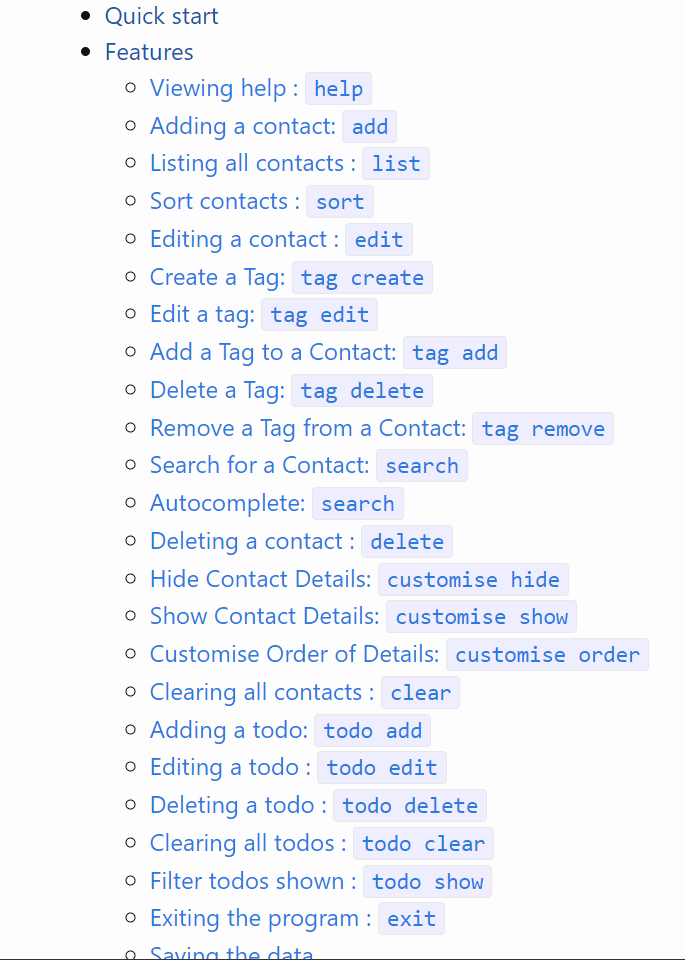 Quick start
Features
Viewing help : help
Adding a contact: add
Listing all contacts : list
Sort contacts : sort
Editing a contact : edit
Create a Tag: tag create
Edit a tag: tag edit
Add a Tag to a Contact: tag add
Delete a Tag: tag delete
Remove a Tag from a Contact: tag remove
Search for a Contact: search
Autocomplete: search
Deleting a contact : delete
Hide Contact Details: customise hide
Show Contact Details: customise show
Customise Order of Details: customise order
Clearing all contacts : clear
Adding a todo: todo add
Editing a todo : todo edit
Deleting a todo : todo delete
Clearing all todos : todo clear
Filter todos shown : todo show
Exiting the program : exit
Saving the data